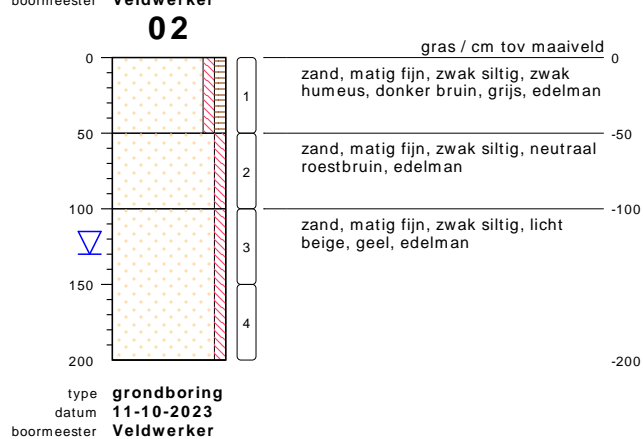 boormeester Veldwerker
02
gras / cm tov maaiveld
0 0
zand, matig fijn, zwak siltig, zwak
humeus, donker bruin, grijs, edelman
1
50 -50
zand, matig fijn, zwak siltig, neutraal
roestbruin, edelman
2
100 -100
zand, matig fijn, zwak siltig, licht
beige, geel, edelman
3
150
4
200 -200
type grondboring
datum 11-10-2023
boormeester Veldwerker